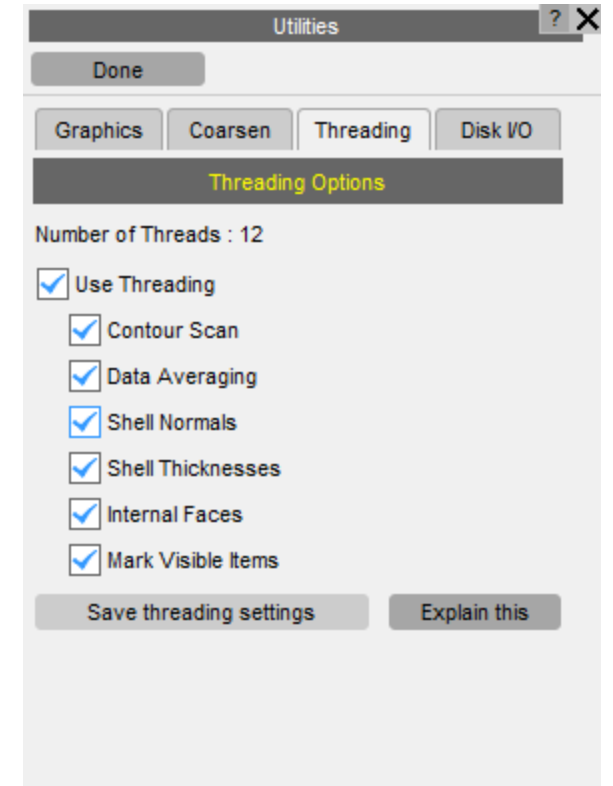 Utilities
?
Done
Graphics Coarsen Threading Disk I/O
Threading Options
Number of Threads : 12
Use Threading
Contour Scan
Data Averaging
Shell Normals
Shell Thicknesses
Internal Faces
Mark Visible Items
Save threading settings Explain this